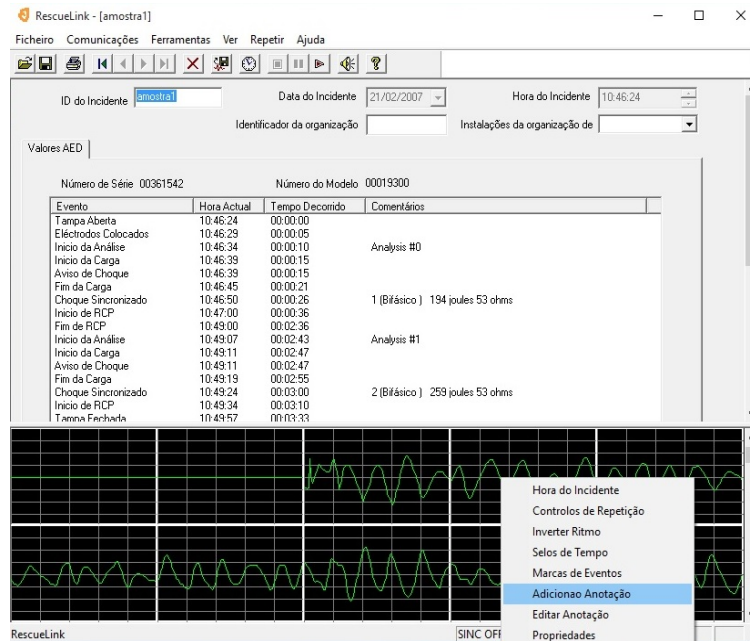 RescueLink - [amostra1]
Ficheiro Comunicações Ferramentas Ver Repetir Ajuda
ID do Incidente amostra1 Data do Incidente 21/02/2007 Hora do Incidente 10:46:24
Identificador da organização Instalações da organização de
Valores AED
Número de Série 00361542 Número do Modelo 00019300
Evento Hora Actual Tempo Decorrido Comentários
Tampa Aberta 10:46:24 00:00:00
Eléctrodos Colocados 10:46:29 00:00:05
Inicio da Análise 10:46:34 00:00:10 Analysis #0
Inicio da Carga 10:46:39 00:00:15
Aviso de Choque 10:46:39 00:00:15
Fim da Carga 10:46:45 00:00:21
Choque Sincronizado 10:46:50 00:00:26 1 (Bifásico ) 194 joules 53 ohms
Inicio de RCP 10:47:00 00:00:36
Fim de RCP 10:49:00 00:02:36
Inicio da Análise 10:49:07 00:02:43 Analysis #1
Inicio da Carga 10:49:11 00:02:47
Aviso de Choque 10:49:11 00:02:47
Fim da Carga 10:49:19 00:02:55
Choque Sincronizado 10:49:24 00:03:00 2 (Bifásico ) 259 joules 53 ohms
Inicio de RCP 10:49:34 00:03:10
Tampa Fechada 10:49:57 00:03:33
Hora do Incidente
Controlos de Repetição
Inverter Ritmo
Selos de Tempo
Marcas de Eventos
Adicionao Anotação
Editar Anotação
Propriedades
RescueLink SINC OFF